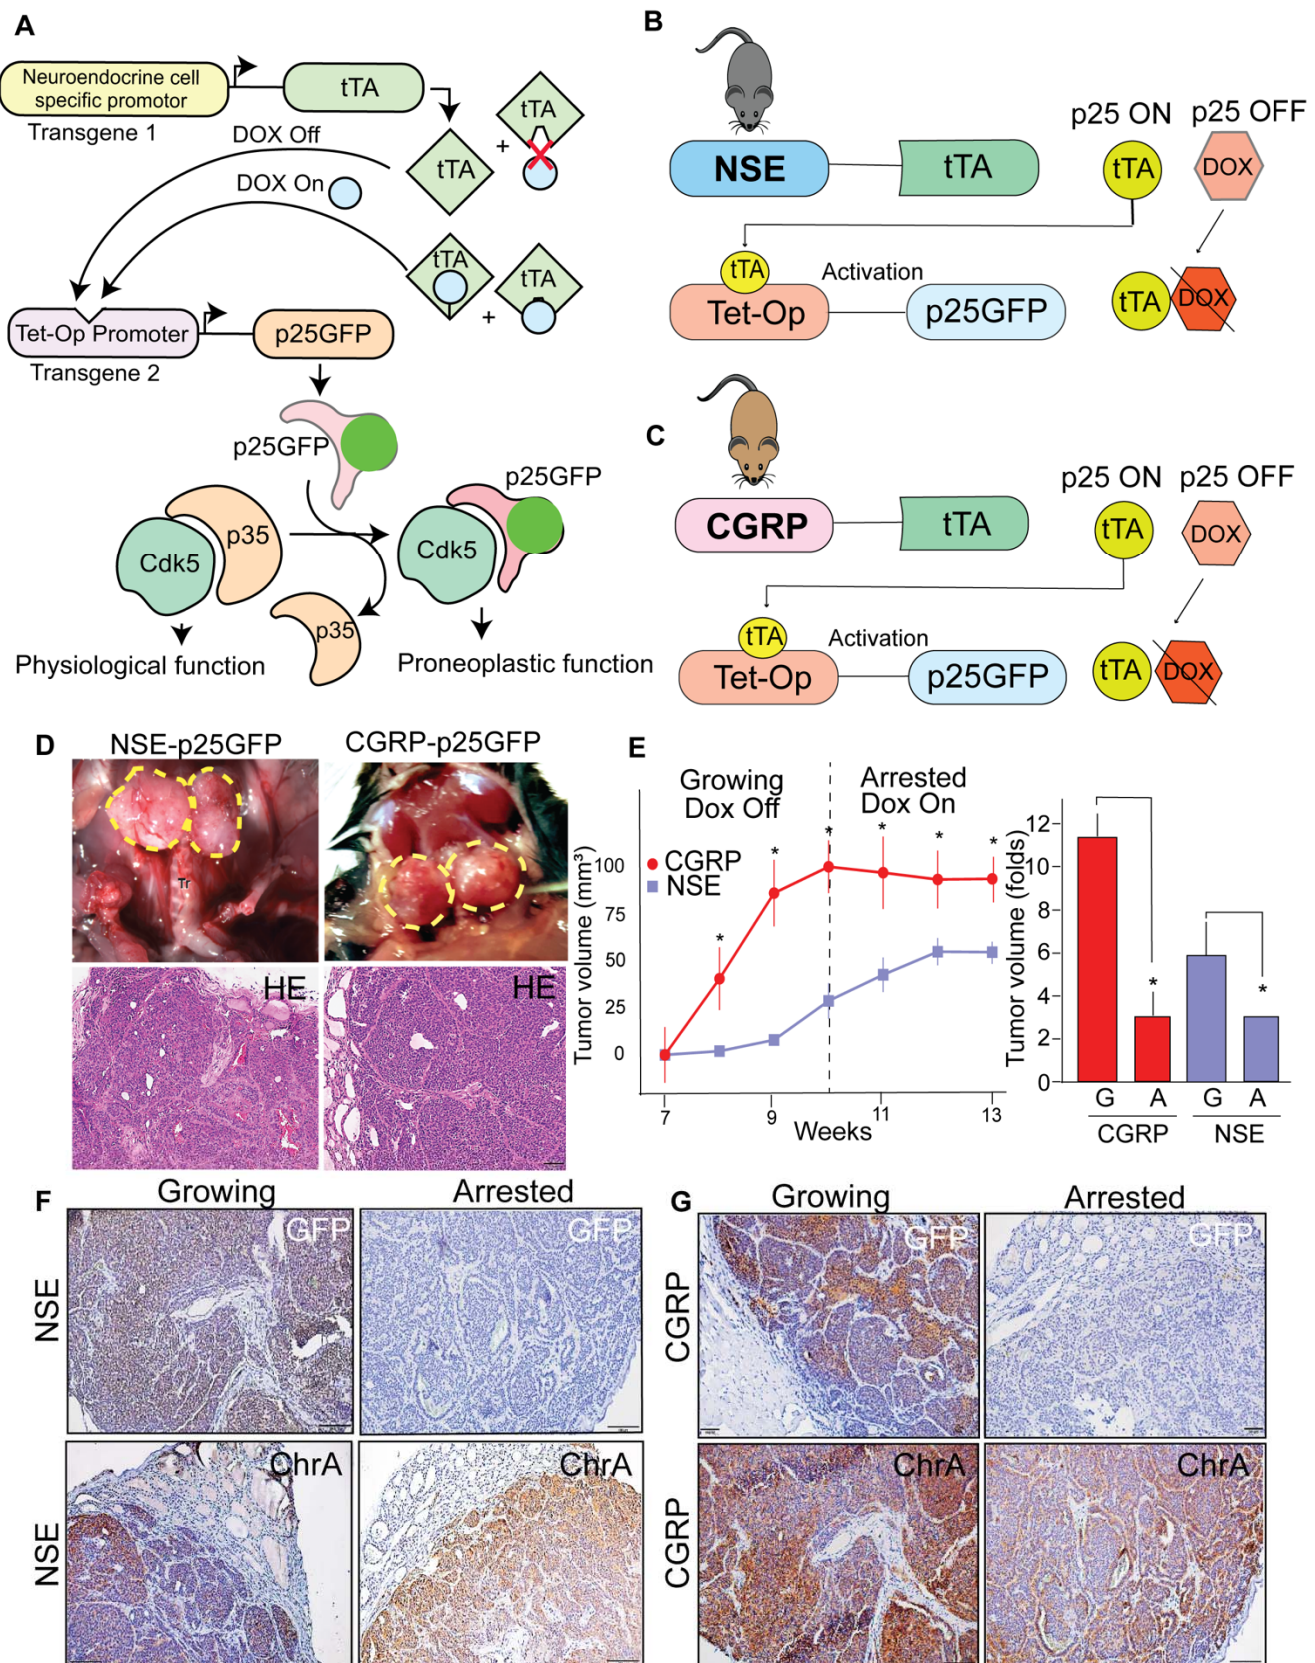 A
Neuroendocrine cell
specific promotor
tTA
Transgene 1
DOX Off
DOX On
tTA
+
tTA
tTA
+
tTA
Tet-Op Promoter
p25GFP
Transgene 2
p25GFP
p25GFP
Cdk5
p35
Cdk5
p35
Physiological function
Proneoplastic function
B
p25 ON
p25 OFF
NSE
tTA
tTA
DOX
tTA
Activation
Tet-Op
p25GFP
tTA
DOX
C
p25 ON
p25 OFF
CGRP
tTA
tTA
DOX
tTA
Activation
Tet-Op
p25GFP
tTA
DOX
D
NSE-p25GFP
CGRP-p25GFP
Tr
HE
HE
E
Growing
Dox Off
Arrested
Dox On
CGRP
NSE
Tumor volume (mm³)
100
75
50
25
0
* * * * * *
7 9 11 13
Weeks
Tumor volume (folds)
12
10
8
6
4
2
0
* *
G A G A
CGRP NSE
F
Growing
Arrested
NSE
GFP
GFP
NSE
ChrA
ChrA
G
Growing
Arrested
CGRP
GFP
GFP
CGRP
ChrA
ChrA